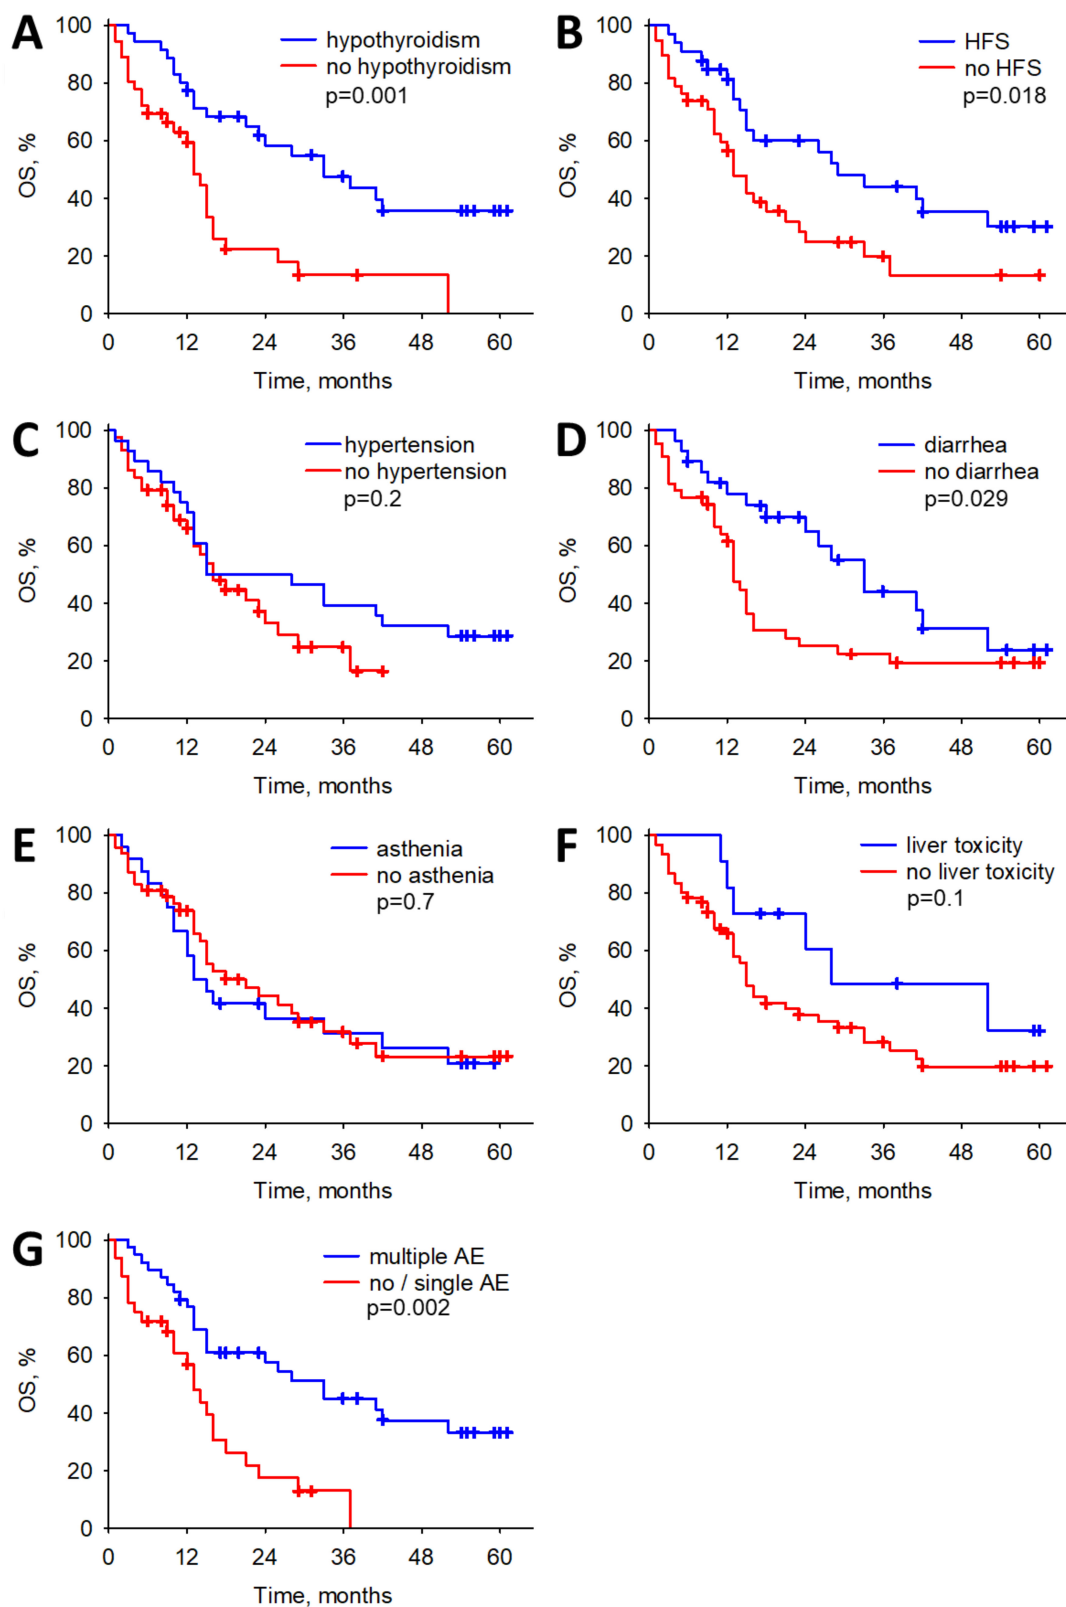 A
100
80
60
40
20
0
OS, %
hypothyroidism
no hypothyroidism
p=0.001
0 12 24 36 48 60
Time, months
B
100
80
60
40
20
0
OS, %
HFS
no HFS
p=0.018
0 12 24 36 48 60
Time, months
C
100
80
60
40
20
0
OS, %
hypertension
no hypertension
p=0.2
0 12 24 36 48 60
Time, months
D
100
80
60
40
20
0
OS, %
diarrhea
no diarrhea
p=0.029
0 12 24 36 48 60
Time, months
E
100
80
60
40
20
0
OS, %
asthenia
no asthenia
p=0.7
0 12 24 36 48 60
Time, months
F
100
80
60
40
20
0
OS, %
liver toxicity
no liver toxicity
p=0.1
0 12 24 36 48 60
Time, months
G
100
80
60
40
20
0
OS, %
multiple AE
no / single AE
p=0.002
0 12 24 36 48 60
Time, months